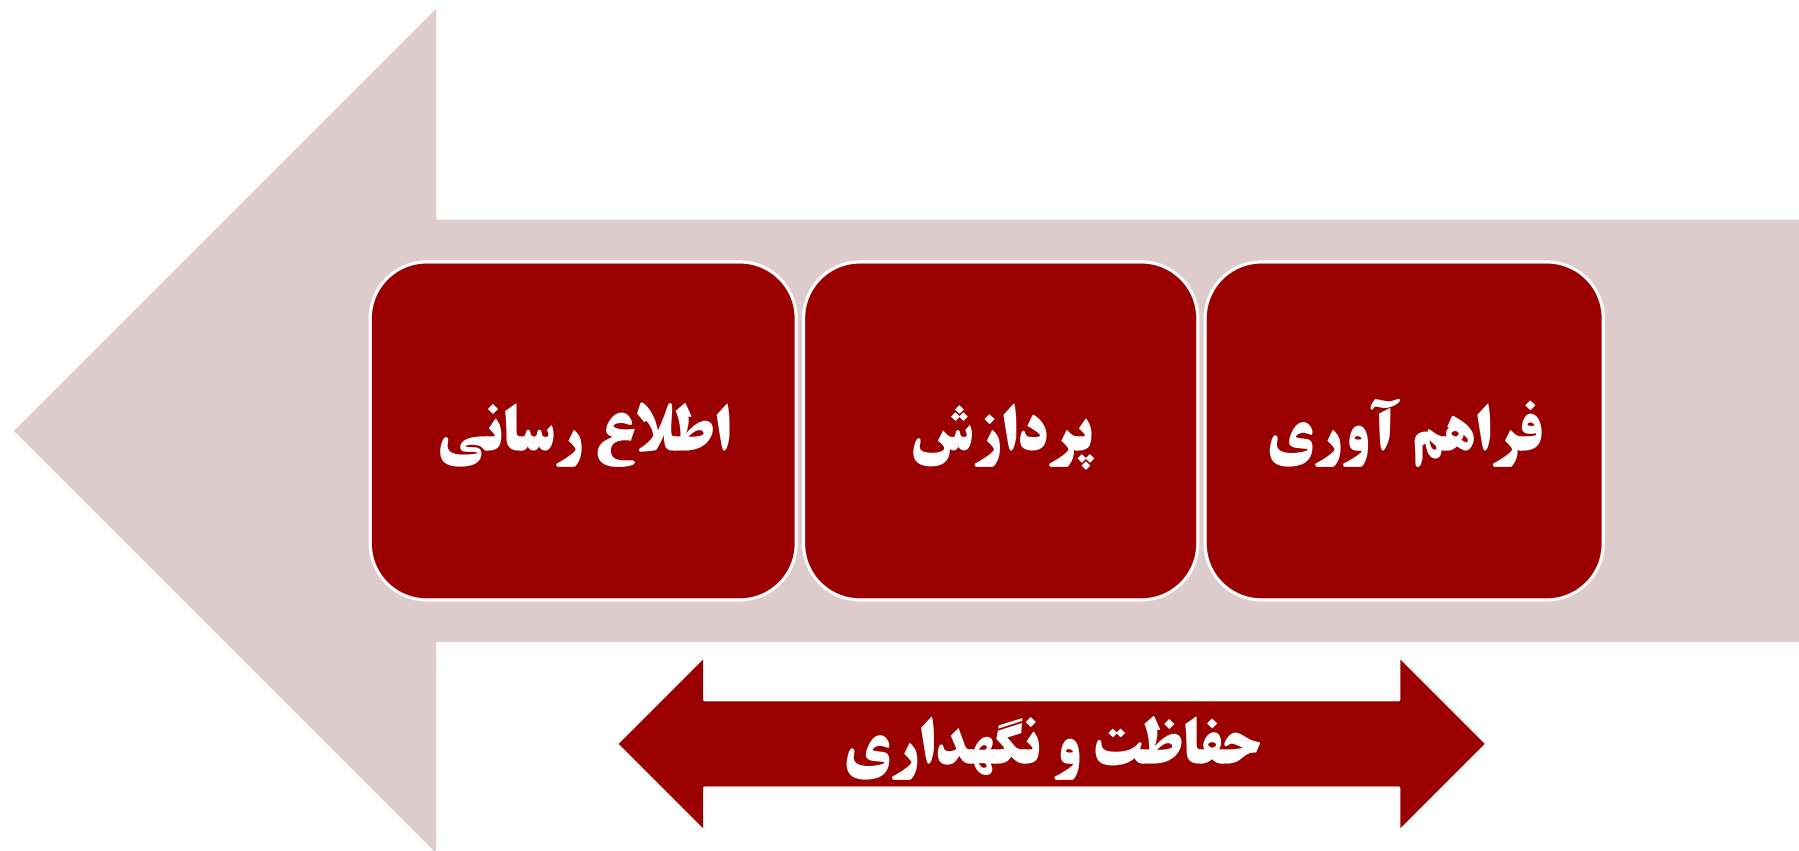 فراهم آوری
پردازش
اطلاع رسانی
حفاظت و نگهداری